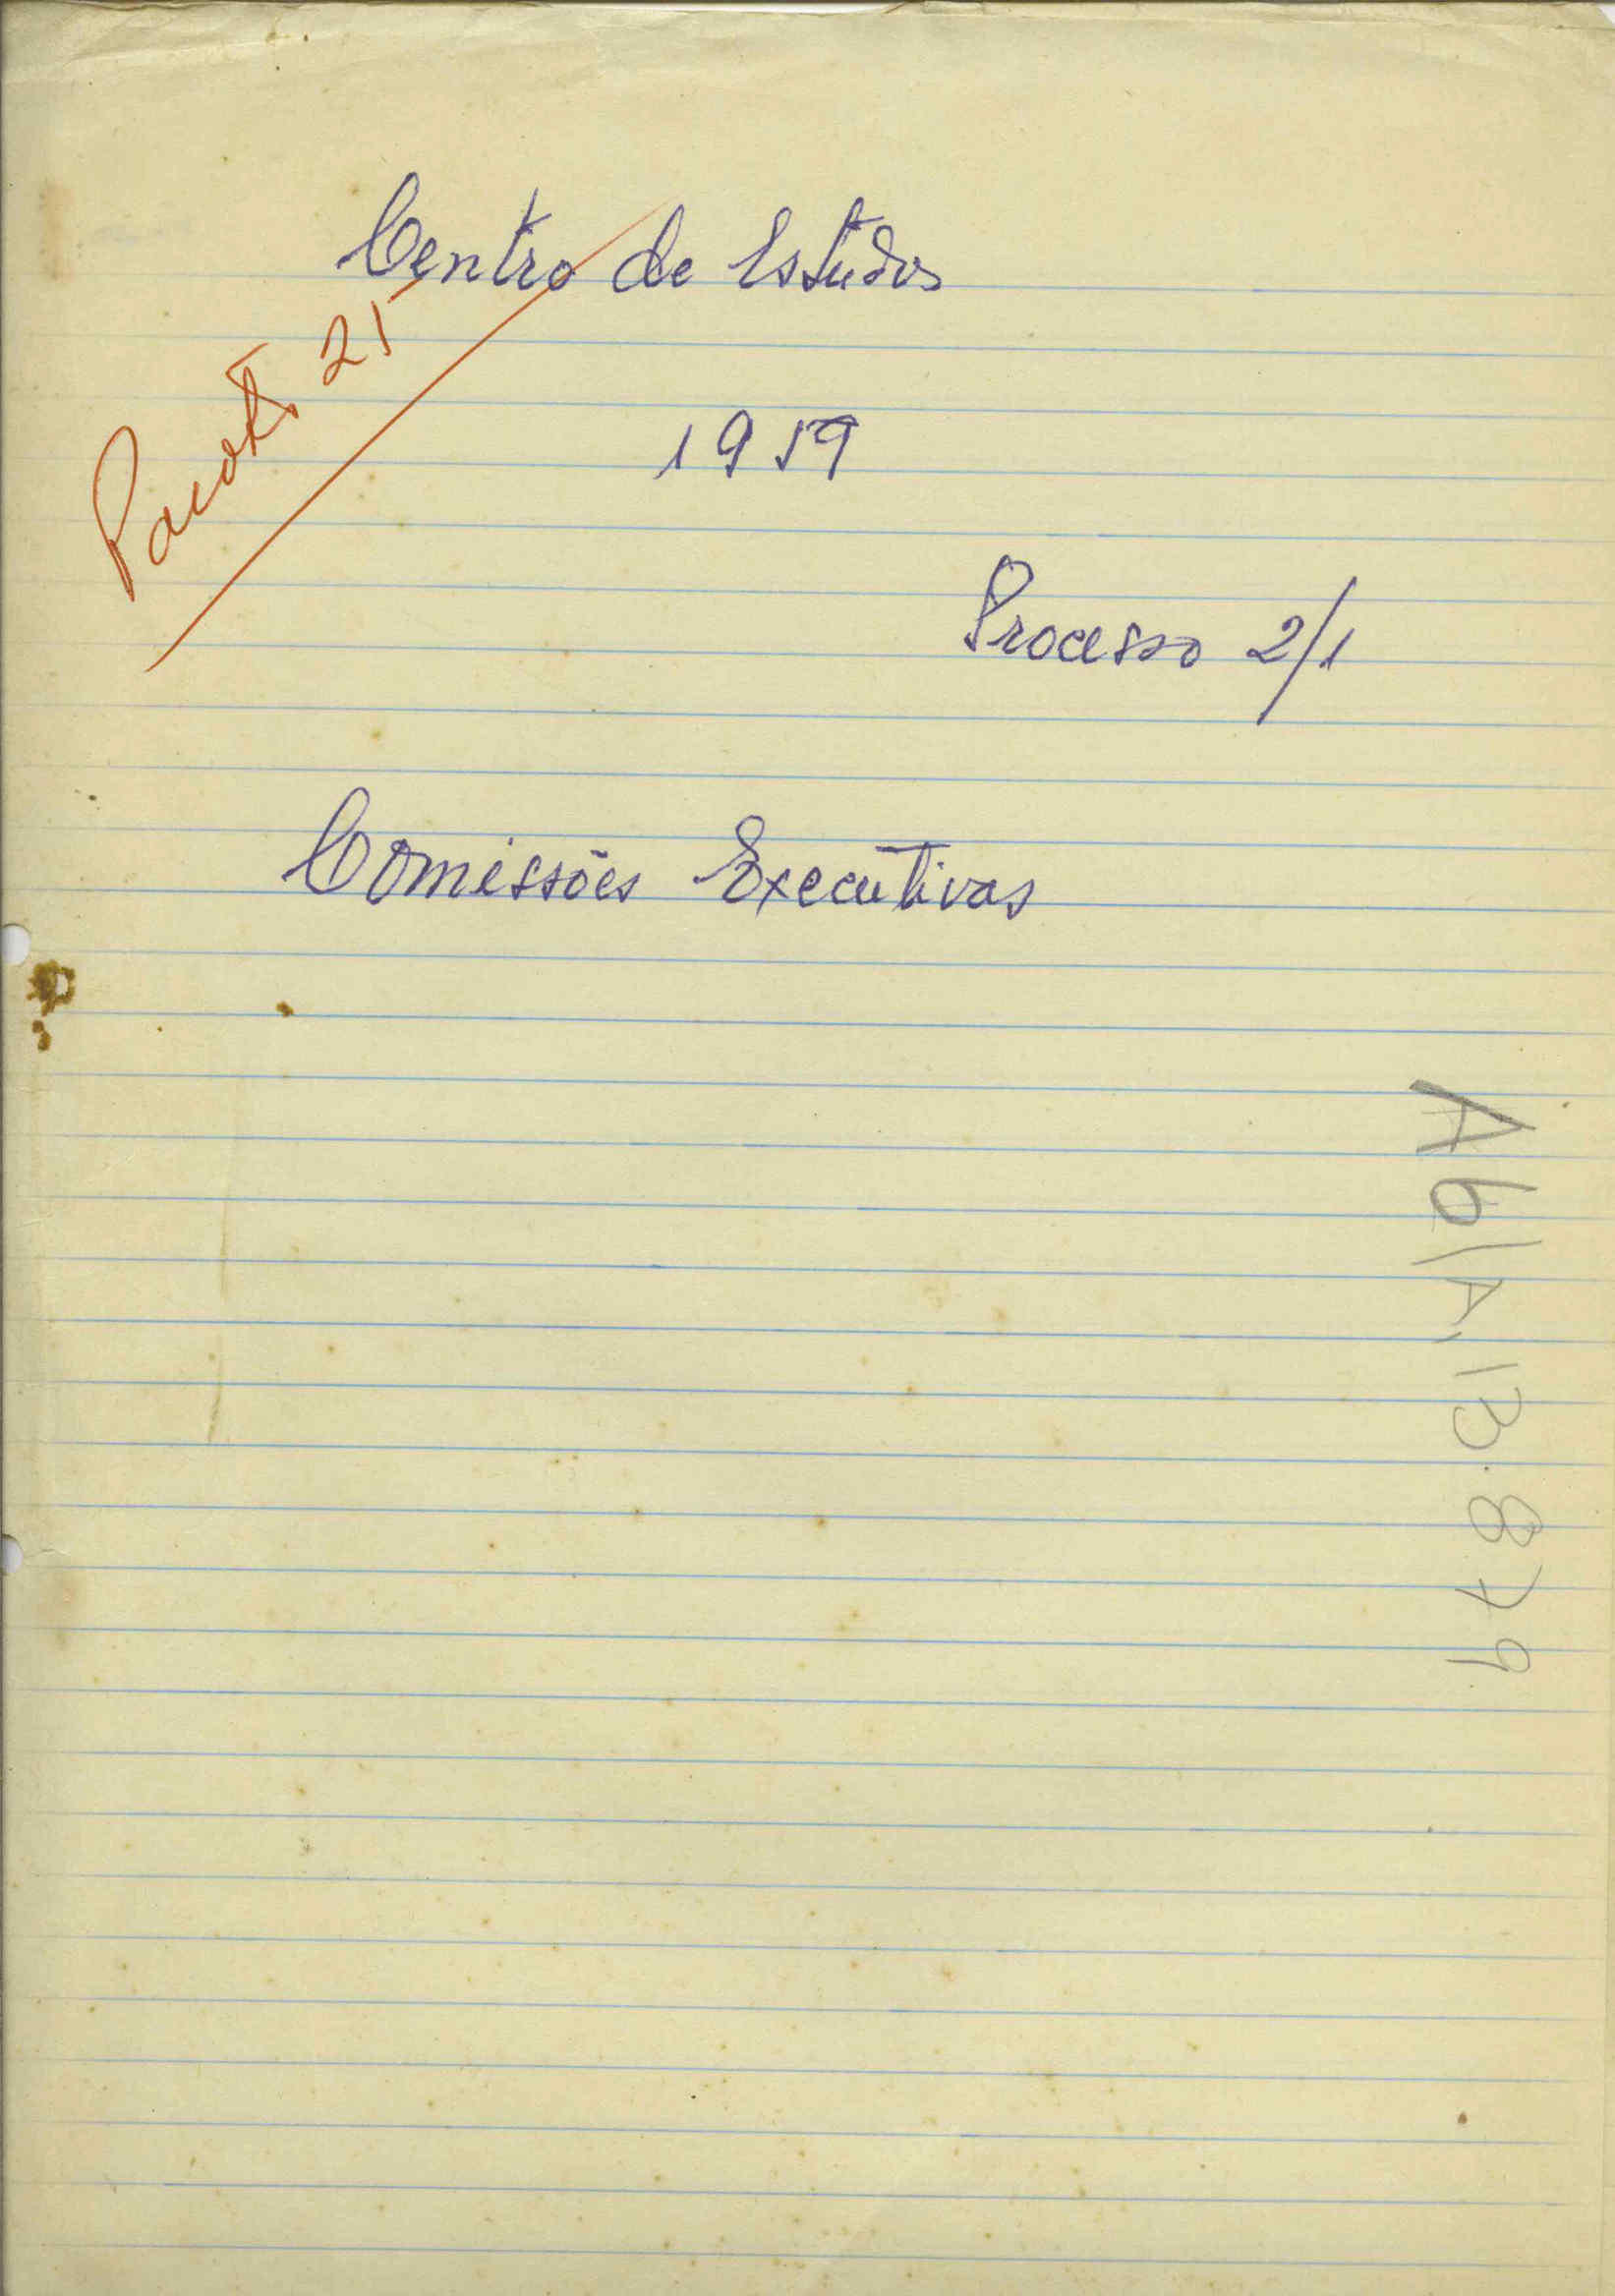 Centro de Estudos
Pacote 21
1959
Processo 2/1
Comissões Executivas
A6/A,13.879